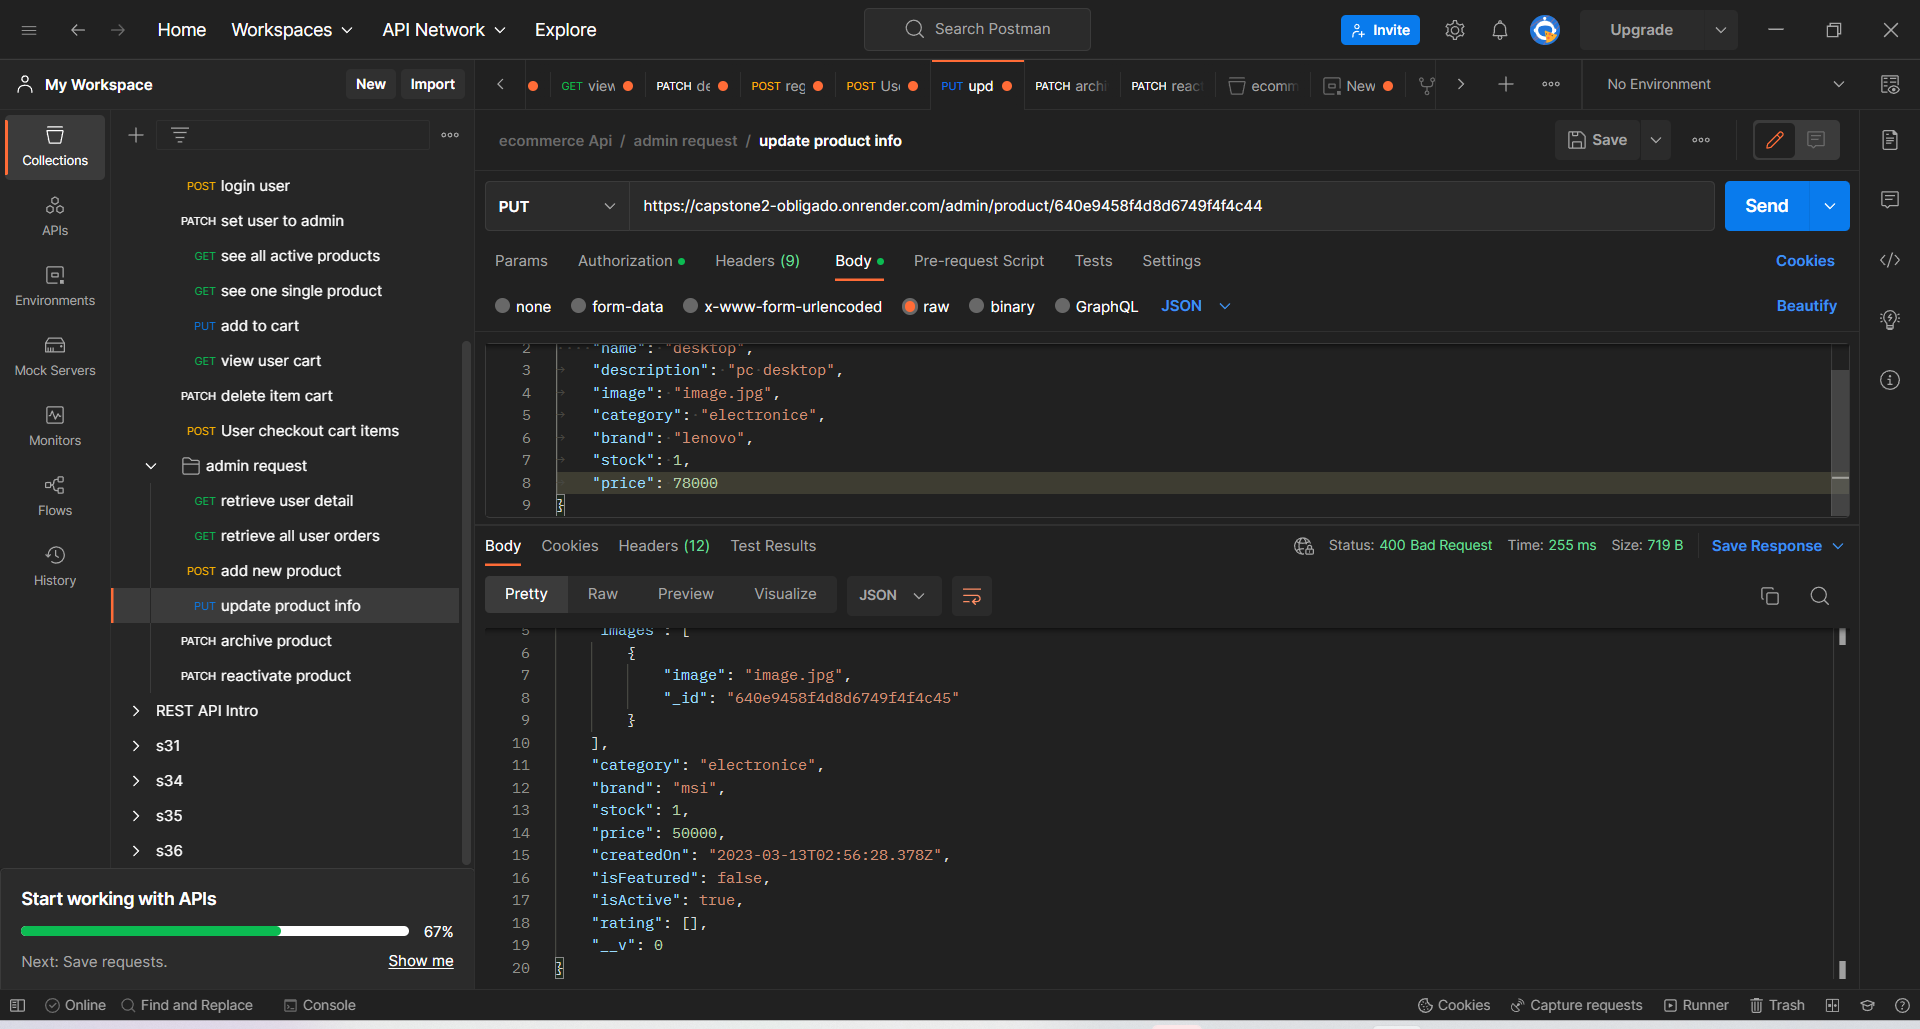 Home Workspaces API Network Explore Search Postman Invite Upgrade
My Workspace New Import
GET view PATCH de POST reg POST Us PUT upd PATCH archi PATCH react ecomm New No Environment
Collections
APIs
Environments
Mock Servers
Monitors
Flows
History
POST login user
PATCH set user to admin
GET see all active products
GET see one single product
PUT add to cart
GET view user cart
PATCH delete item cart
POST User checkout cart items
admin request
GET retrieve user detail
GET retrieve all user orders
POST add new product
PUT update product info
PATCH archive product
PATCH reactivate product
REST API Intro
s31
s34
s35
s36
Start working with APIs
67%
Next: Save requests. Show me
ecommerce Api / admin request / update product info Save
PUT https://capstone2-obligado.onrender.com/admin/product/640e9458f4d8d6749f4f4c44 Send
Params Authorization Headers (9) Body Pre-request Script Tests Settings Cookies
none form-data x-www-form-urlencoded raw binary GraphQL JSON Beautify
2 "name": "desktop",
3 "description": "pc desktop",
4 "image": "image.jpg",
5 "category": "electronice",
6 "brand": "lenovo",
7 "stock": 1,
8 "price": 78000
9 }
Body Cookies Headers (12) Test Results Status: 400 Bad Request Time: 255 ms Size: 719 B Save Response
Pretty Raw Preview Visualize JSON
5 "images": [
6 {
7 "image": "image.jpg",
8 "_id": "640e9458f4d8d6749f4f4c45"
9 }
10 ],
11 "category": "electronice",
12 "brand": "msi",
13 "stock": 1,
14 "price": 50000,
15 "createdOn": "2023-03-13T02:56:28.378Z",
16 "isFeatured": false,
17 "isActive": true,
18 "rating": [],
19 "__v": 0
20 }
Online Find and Replace Console Cookies Capture requests Runner Trash